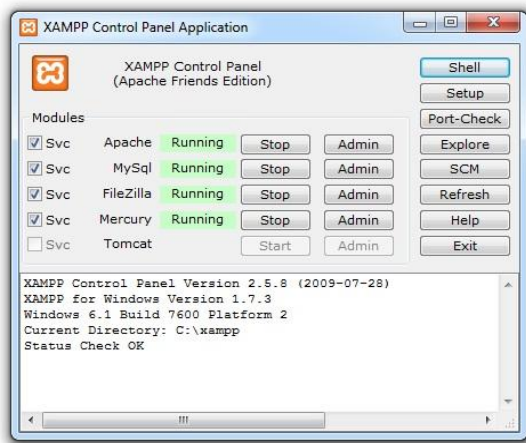 XAMPP Control Panel Application
XAMPP Control Panel
(Apache Friends Edition)
Shell
Setup
Port-Check
Modules
Svc Apache Running Stop Admin Explore
Svc MySql Running Stop Admin SCM
Svc FileZilla Running Stop Admin Refresh
Svc Mercury Running Stop Admin Help
Svc Tomcat Start Admin Exit
XAMPP Control Panel Version 2.5.8 (2009-07-28)
XAMPP for Windows Version 1.7.3
Windows 6.1 Build 7600 Platform 2
Current Directory: C:\xampp
Status Check OK